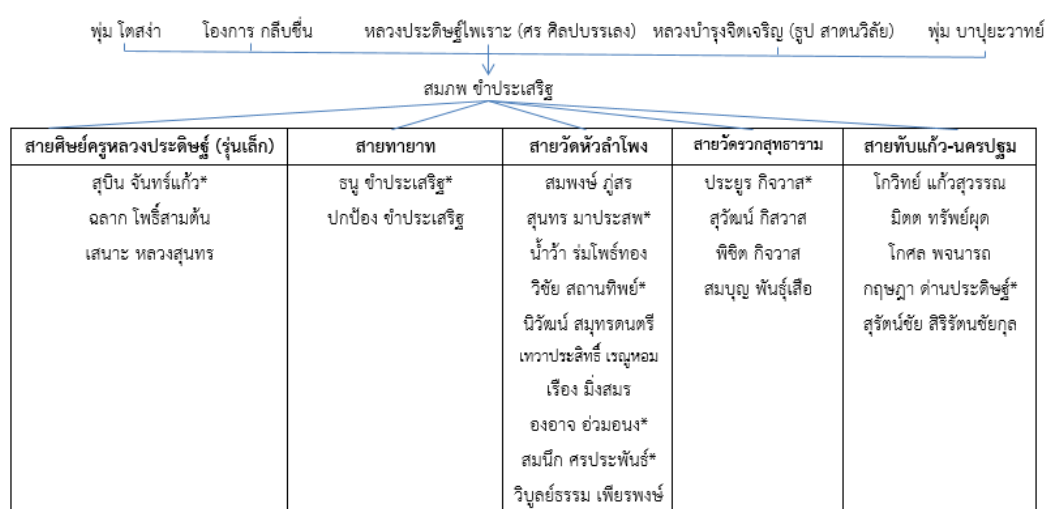 พุ่ม โตสง่า โองการ กลีบชื่น หลวงประดิษฐ์ไพเราะ (ศร ศิลปบรรเลง) หลวงบำรุงจิตเจริญ (ธูป สาตนวิลัย) พุ่ม บาปุยะวาทย์
สมภพ ขำประเสริฐ
สายศิษย์ครูหลวงประดิษฐ์ (รุ่นเล็ก) สายทายาท สายวัดหัวลำโพง สายวัดรวกสุทธาราม สายทับแก้ว-นครปฐม
สุบิน จันทร์แก้ว* ธนู ขำประเสริฐ* สมพงษ์ ภู่สร ประยูร กิจวาส* โกวิทย์ แก้วสุวรรณ
ฉลาก โพธิ์สามต้น ปกป้อง ขำประเสริฐ สุนทร มาประสพ* สุวัฒน์ กิสวาส มิตต ทรัพย์ผุด
เสนาะ หลวงสุนทร น้ำว้า ร่มโพธ์ทอง พิชิต กิจวาส โกศล พจนารถ
วิชัย สถานทิพย์* สมบุญ พันธุ์เสือ กฤษฎา ด่านประดิษฐ์*
นิวัฒน์ สมุทรดนตรี สุรัตน์ชัย สิริรัตนชัยกุล
เทวาประสิทธิ์ เรณูหอม
เรือง มิ่งสมร
องอาจ อ่วมอนง*
สมนึก ศรประพันธ์*
วิบูลย์ธรรม เพียรพงษ์